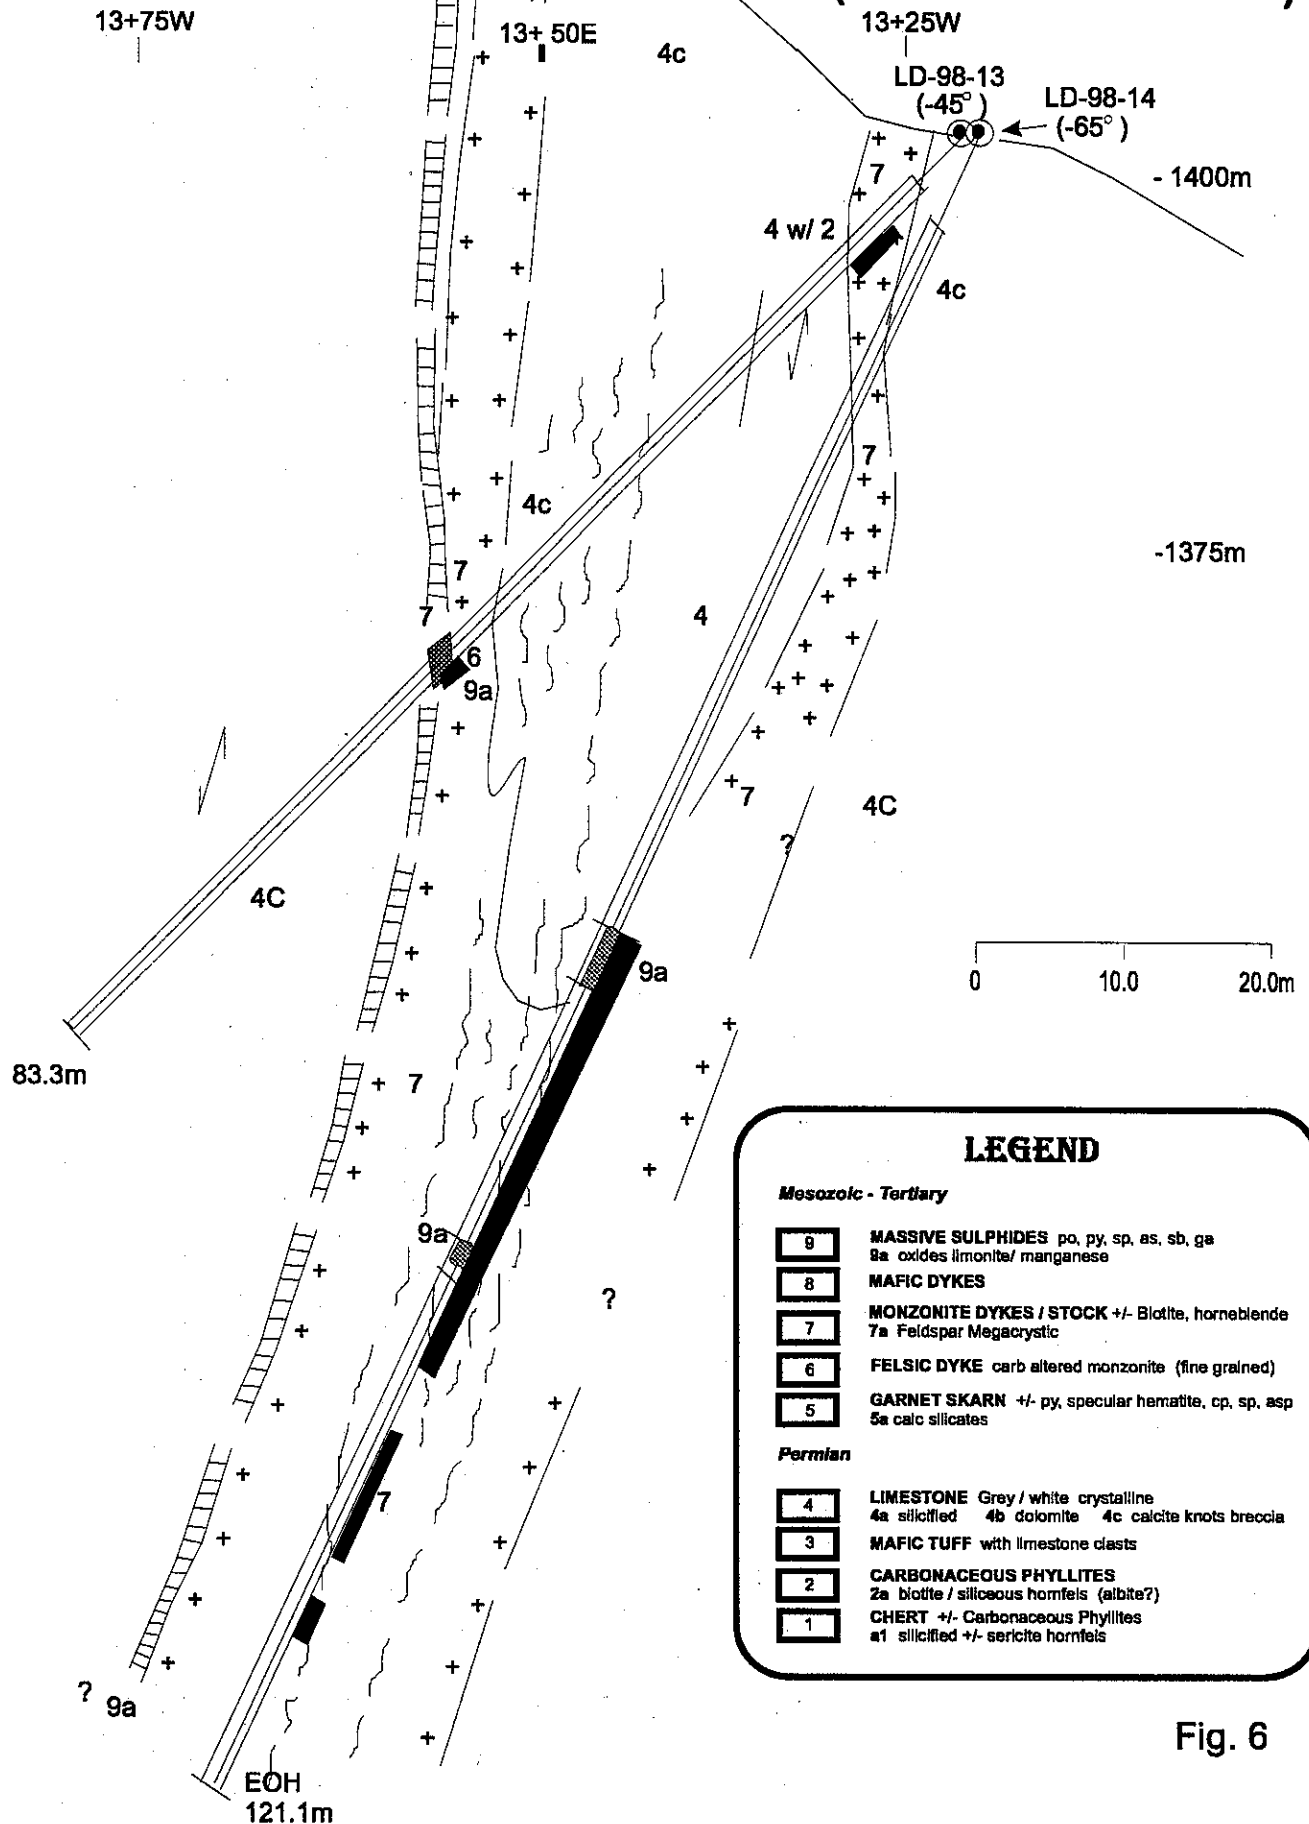 13+75W
13+ 50E
4c
13+25W
LD-98-13
(-45° )
LD-98-14
(-65° )
7
- 1400m
4 w/ 2
4c
7
4c
-1375m
7
7
4
6
9a
7
4C
?
4C
9a
0 10.0 20.0m
83.3m
7
9a
?
7
? 9a
EOH
121.1m
LEGEND
Mesozoic - Tertiary
9 MASSIVE SULPHIDES po, py, sp, as, sb, ga
9a oxides limonite/ manganese
8 MAFIC DYKES
7 MONZONITE DYKES / STOCK +/- Biotite, horneblende
7a Feldspar Megacrystic
6 FELSIC DYKE carb altered monzonite (fine grained)
5 GARNET SKARN +/- py, specular hematite, cp, sp, asp
5a calc silicates
Permian
4 LIMESTONE Grey / white crystalline
4a silicified 4b dolomite 4c calcite knots breccia
3 MAFIC TUFF with limestone clasts
2 CARBONACEOUS PHYLLITES
2a biotite / siliceous hornfels (albite?)
1 CHERT +/- Carbonaceous Phyllites
a1 silicified +/- sericite hornfels
Fig. 6